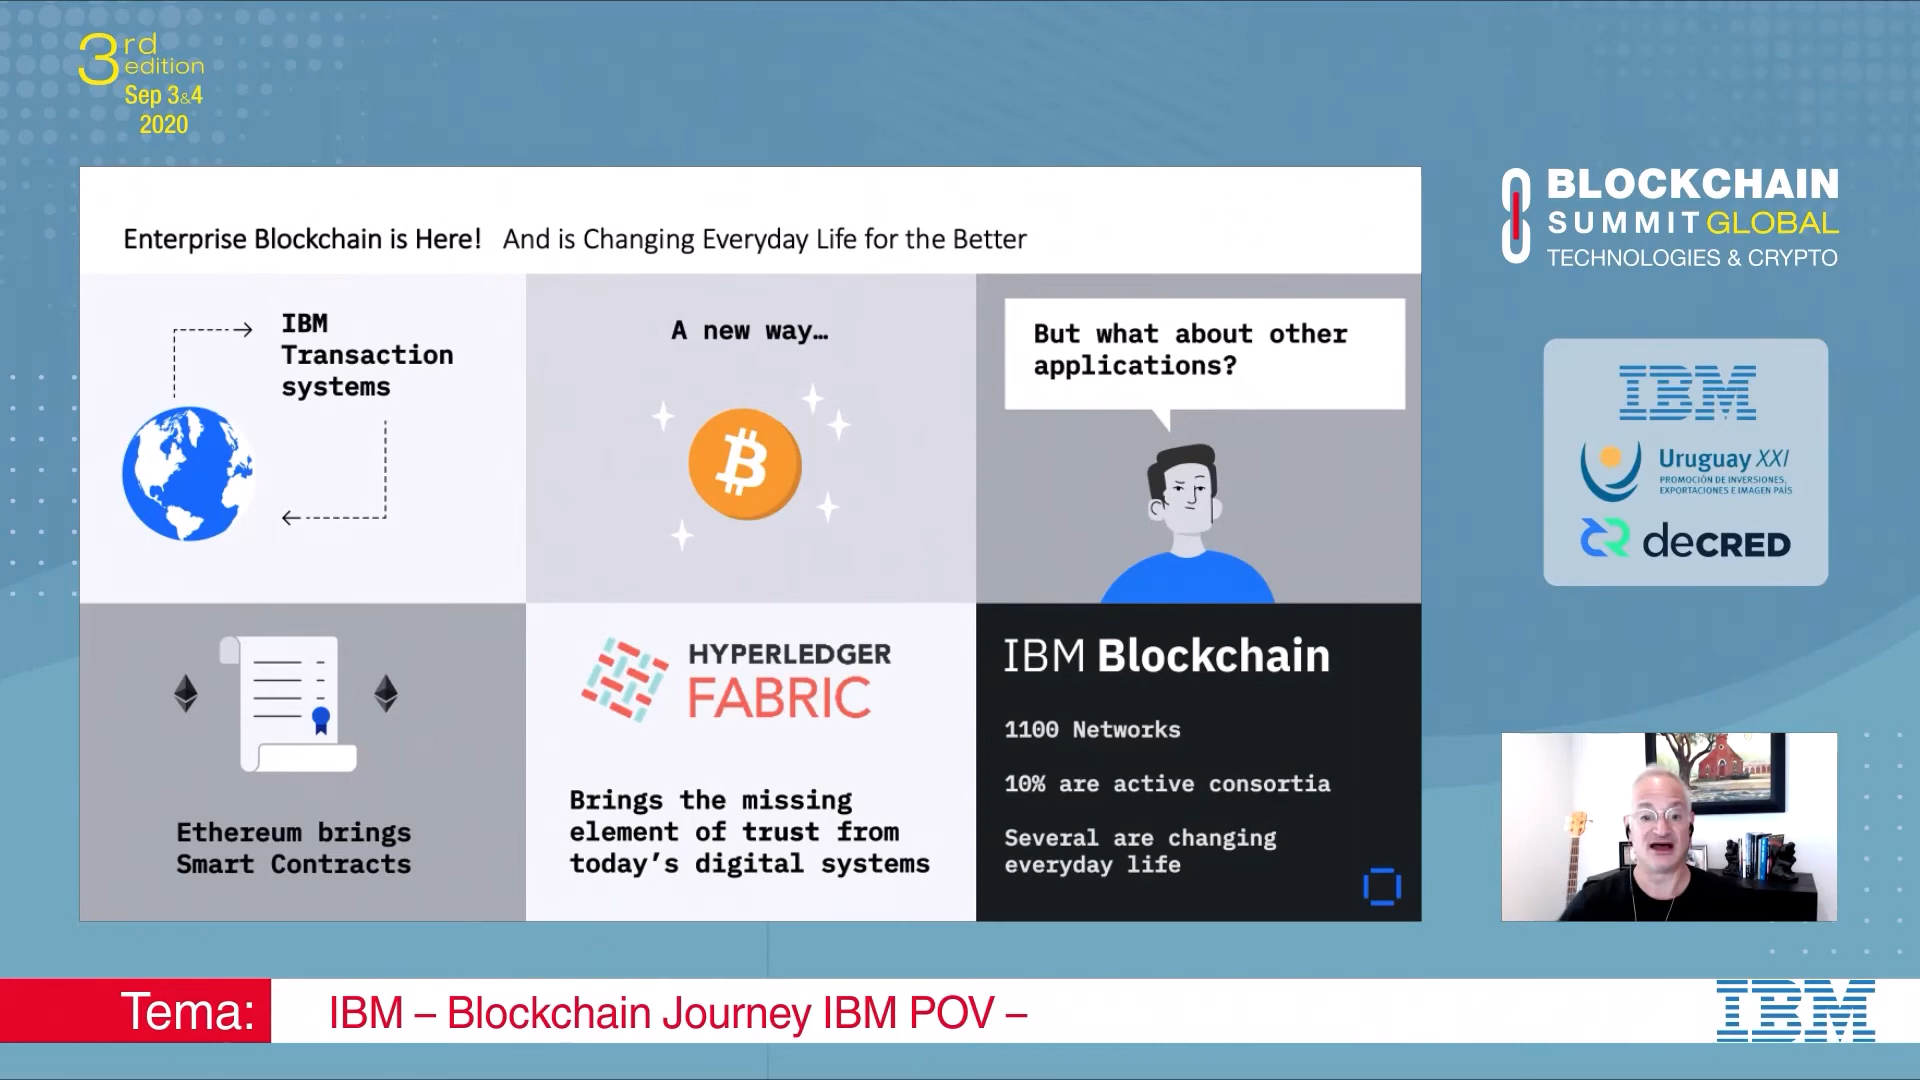 3rd edition
Sep 3&4
2020
BLOCKCHAIN
SUMMIT GLOBAL
TECHNOLOGIES & CRYPTO
Enterprise Blockchain is Here! And is Changing Everyday Life for the Better
IBM
Transaction
systems
A new way…
But what about other
applications?
IBM
Uruguay XXI
PROMOCIÓN DE INVERSIONES,
EXPORTACIONES E IMAGEN PAÍS
deCRED
Ethereum brings
Smart Contracts
HYPERLEDGER
FABRIC
Brings the missing
element of trust from
today's digital systems
IBM Blockchain
1100 Networks
10% are active consortia
Several are changing
everyday life
Tema:
IBM – Blockchain Journey IBM POV –
IBM